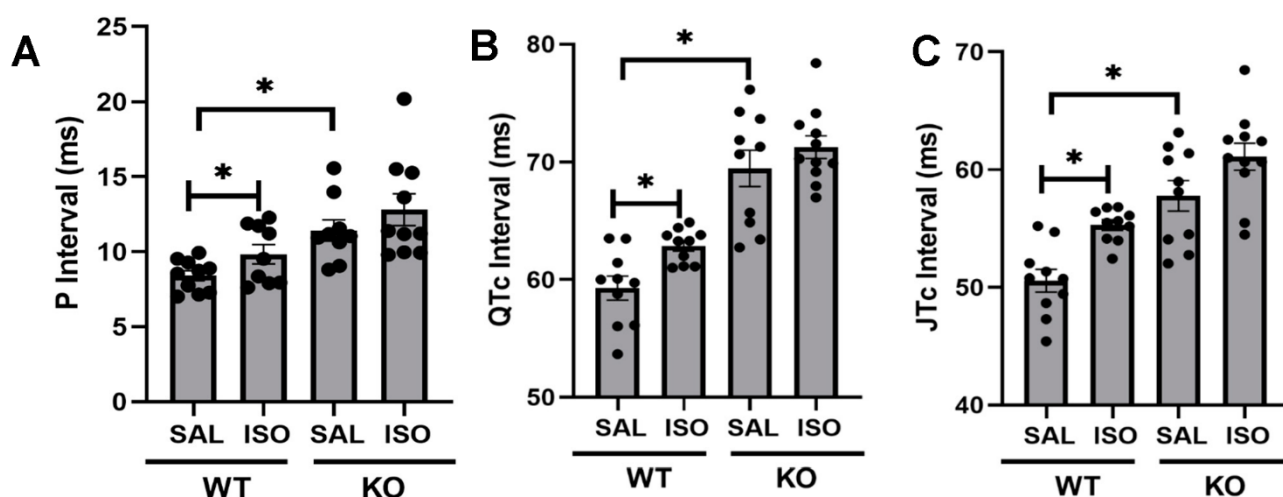 A
P Interval (ms)
25
20
15
10
5
0
*
*
SAL ISO SAL ISO
WT KO
B
QTc Interval (ms)
80
70
60
50
*
*
SAL ISO SAL ISO
WT KO
C
JTc Interval (ms)
70
60
50
40
*
*
SAL ISO SAL ISO
WT KO